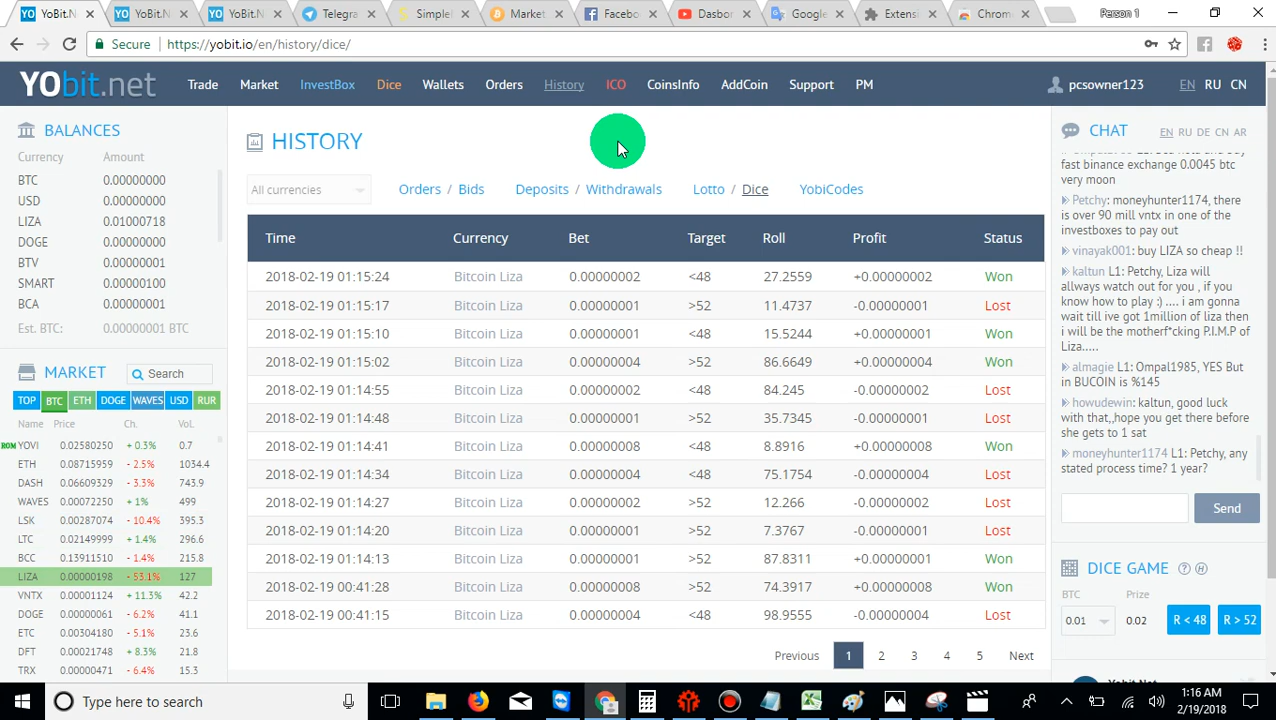 YoBit.N
YoBiT.N
YoBiT.N
Telegra
Simple
Market
Facebo
Dasbo
Google
Extensi
Chrom
Person 1
Secure
https://yobit.io/en/history/dice/
YObit.net
Trade
Market
InvestBox
Dice
Wallets
Orders
History
ICO
CoinsInfo
AddCoin
Support
PM
pcsowner123
EN RU CN
BALANCES
Currency Amount
BTC 0.00000000
USD 0.00000000
LIZA 0.01000718
DOGE 0.00000000
BTV 0.00000000
SMART 0.00000100
BCA 0.00000001
Est. BTC: 0.00000001 BTC
MARKET
Search
TOP BTC ETH DOGE WAVES USD RUR
Name Price Ch. Vol.
YOVI 0.02580250 + 0.3% 0.7
ETH 0.08715959 - 2.5% 1034.4
DASH 0.06609329 - 3.3% 743.9
WAVES 0.00072250 + 1% 499
LSK 0.00287074 - 10.4% 395.3
LTC 0.02149999 + 1.4% 296.6
BCC 0.13911510 - 1.4% 215.8
LIZA 0.00000198 - 53.1% 127
VNTX 0.00001124 + 11.3% 42.2
DOGE 0.00000061 - 6.2% 41.1
ETC 0.00304180 - 5.1% 23.6
DFT 0.00021748 + 8.3% 21.8
TRX 0.00000471 - 6.4% 15.3
HISTORY
All currencies
Orders / Bids
Deposits / Withdrawals
Lotto / Dice
YobiCodes
Time Currency Bet Target Roll Profit Status
2018-02-19 01:15:24 Bitcoin Liza 0.00000002 <48 27.2559 +0.00000002 Won
2018-02-19 01:15:17 Bitcoin Liza 0.00000001 >52 11.4737 -0.00000001 Lost
2018-02-19 01:15:10 Bitcoin Liza 0.00000001 <48 15.5244 +0.00000001 Won
2018-02-19 01:15:02 Bitcoin Liza 0.00000004 >52 86.6649 +0.00000004 Won
2018-02-19 01:14:55 Bitcoin Liza 0.00000002 <48 84.245 -0.00000002 Lost
2018-02-19 01:14:48 Bitcoin Liza 0.00000001 >52 35.7345 -0.00000001 Lost
2018-02-19 01:14:41 Bitcoin Liza 0.00000008 <48 8.8916 +0.00000008 Won
2018-02-19 01:14:34 Bitcoin Liza 0.00000004 <48 75.1754 -0.00000004 Lost
2018-02-19 01:14:27 Bitcoin Liza 0.00000002 >52 12.266 -0.00000002 Lost
2018-02-19 01:14:20 Bitcoin Liza 0.00000001 >52 7.3767 -0.00000001 Lost
2018-02-19 01:14:13 Bitcoin Liza 0.00000001 >52 87.8311 +0.00000001 Won
2018-02-19 00:41:28 Bitcoin Liza 0.00000008 >52 74.3917 +0.00000008 Won
2018-02-19 00:41:15 Bitcoin Liza 0.00000004 <48 98.9555 -0.00000004 Lost
Previous 1 2 3 4 5 Next
CHAT
EN RU DE CN AR
fast binance exchange 0.0045 btc
very moon
Petchy: moneyhunter1174, there
is over 90 mill vntx in one of the
investboxes to pay out
vinayak001: buy LIZA so cheap !!
kaltun L1: Petchy, Liza will
allways watch out for you , if you
know how to play :) .... i am gonna
wait till ive got 1million of liza then
i will be the motherf*cking P.I.M.P of
Liza.....
almagie L1: Ompal1985, YES But
in BUCOIN is %145
howudewin: kaltun, good luck
with that,,hope you get there before
she gets to 1 sat
moneyhunter1174 L1: Petchy, any
stated process time? 1 year?
Send
DICE GAME
BTC Prize
0.01 0.02 R < 48 R > 52
Yobit.Net
Type here to search
1:16 AM
2/19/2018